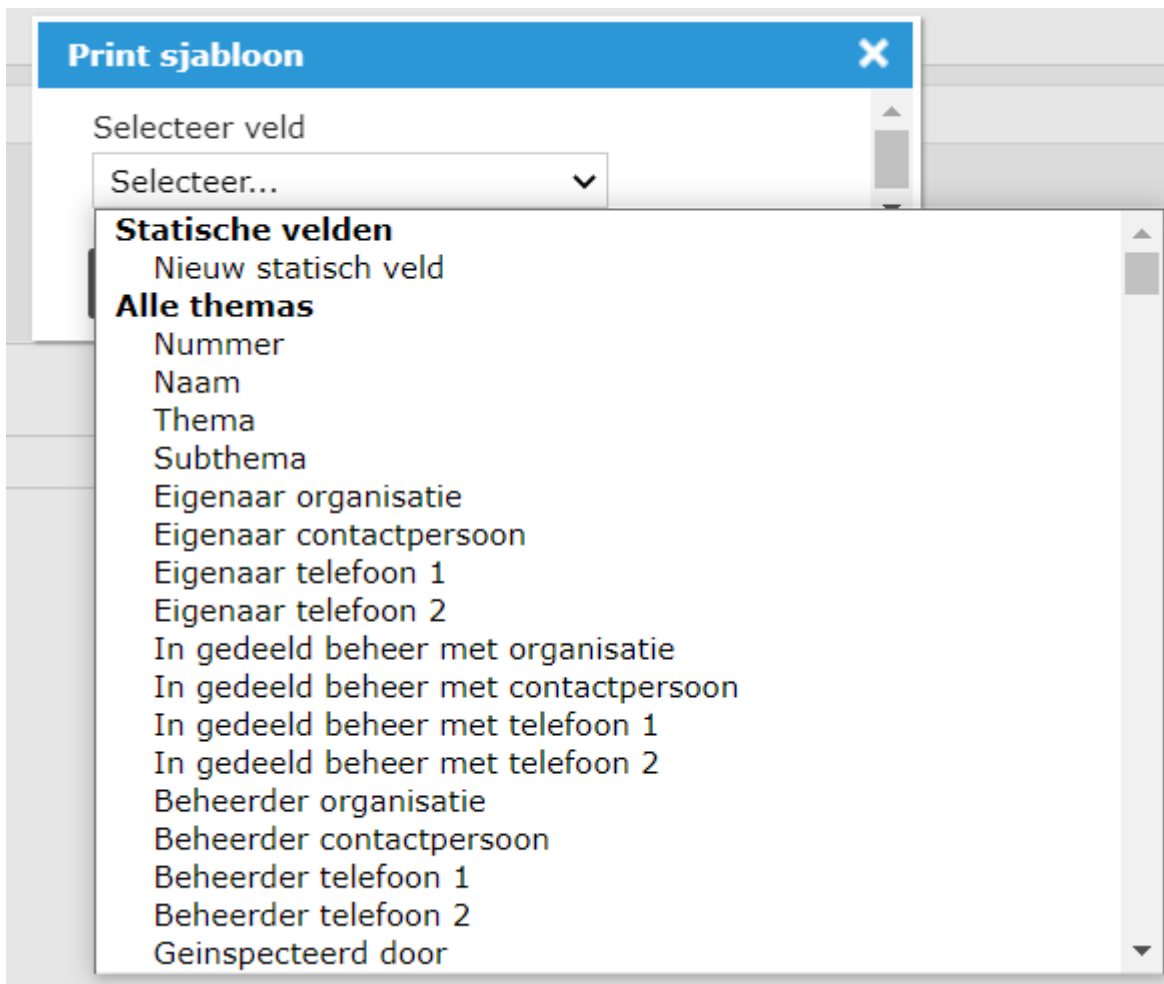 Print sjabloon
Selecteer veld
Selecteer...
Statische velden
Nieuw statisch veld
Alle themas
Nummer
Naam
Thema
Subthema
Eigenaar organisatie
Eigenaar contactpersoon
Eigenaar telefoon 1
Eigenaar telefoon 2
In gedeeld beheer met organisatie
In gedeeld beheer met contactpersoon
In gedeeld beheer met telefoon 1
In gedeeld beheer met telefoon 2
Beheerder organisatie
Beheerder contactpersoon
Beheerder telefoon 1
Beheerder telefoon 2
Geinspecteerd door